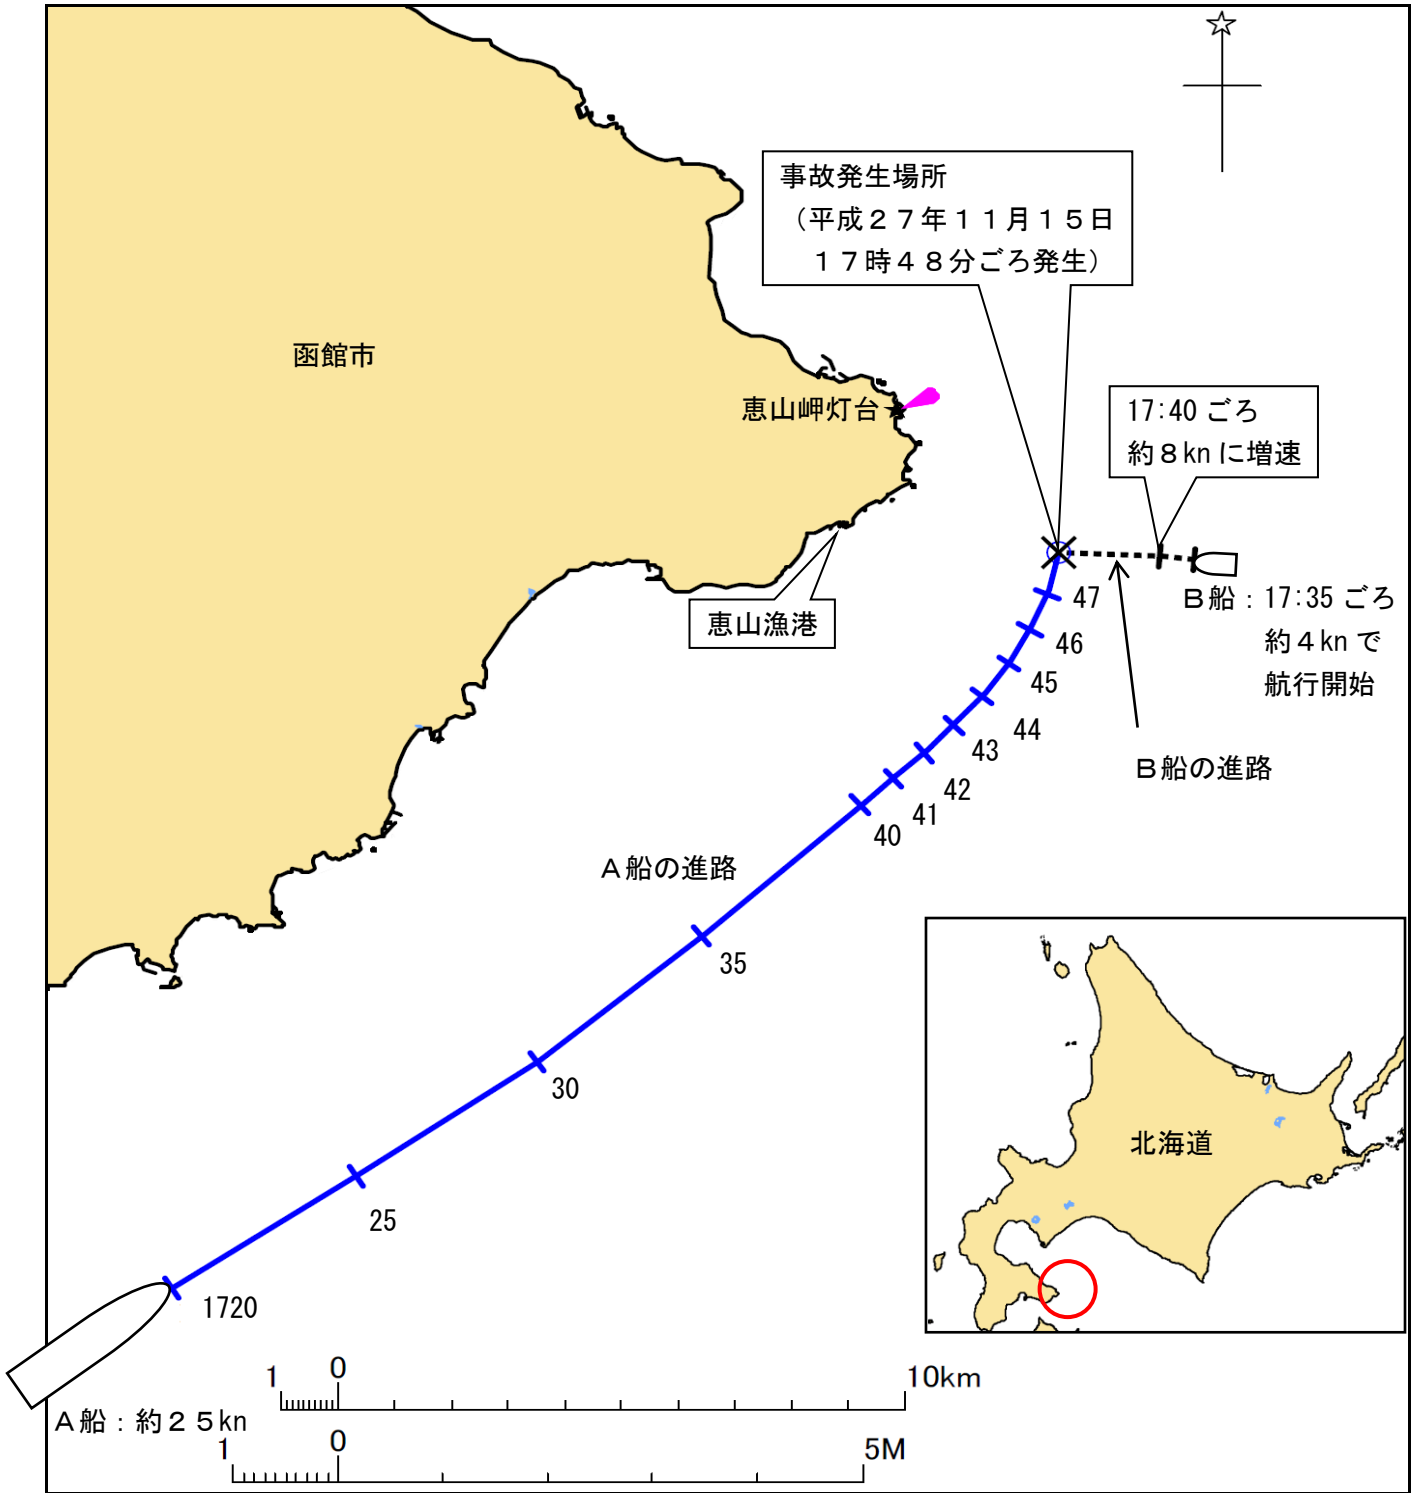 事故発生場所
（平成２７年１１月１５日
１７時４８分ごろ発生）
函館市
恵山岬灯台
17:40 ごろ
約８kn に増速
恵山漁港
B船：17:35 ごろ
約４kn で
航行開始
B船の進路
47
46
45
44
43
42
41
40
A船の進路
35
30
25
1720
北海道
A船：約２５kn
1
0
10km
1
0
5M